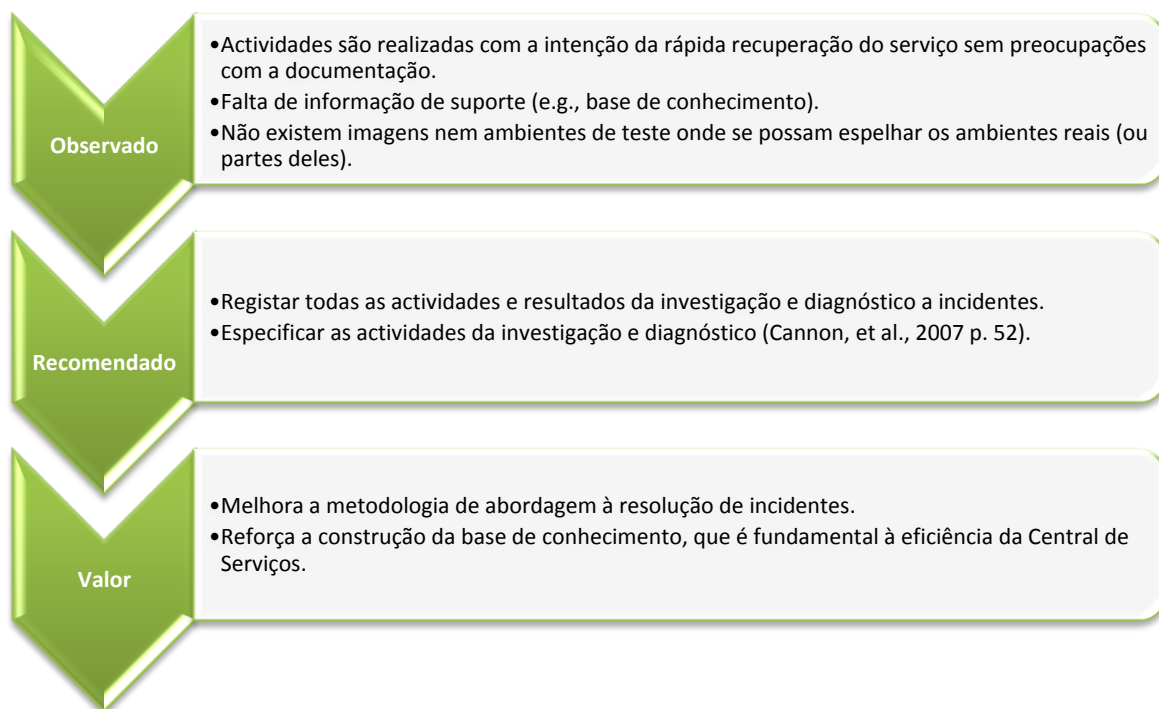 •Actividades são realizadas com a intenção da rápida recuperação do serviço sem preocupações
com a documentação.
•Falta de informação de suporte (e.g., base de conhecimento).
•Não existem imagens nem ambientes de teste onde se possam espelhar os ambientes reais (ou
partes deles).
Observado
•Registar todas as actividades e resultados da investigação e diagnóstico a incidentes.
•Especificar as actividades da investigação e diagnóstico (Cannon, et al., 2007 p. 52).
Recomendado
•Melhora a metodologia de abordagem à resolução de incidentes.
•Reforça a construção da base de conhecimento, que é fundamental à eficiência da Central de
Serviços.
Valor